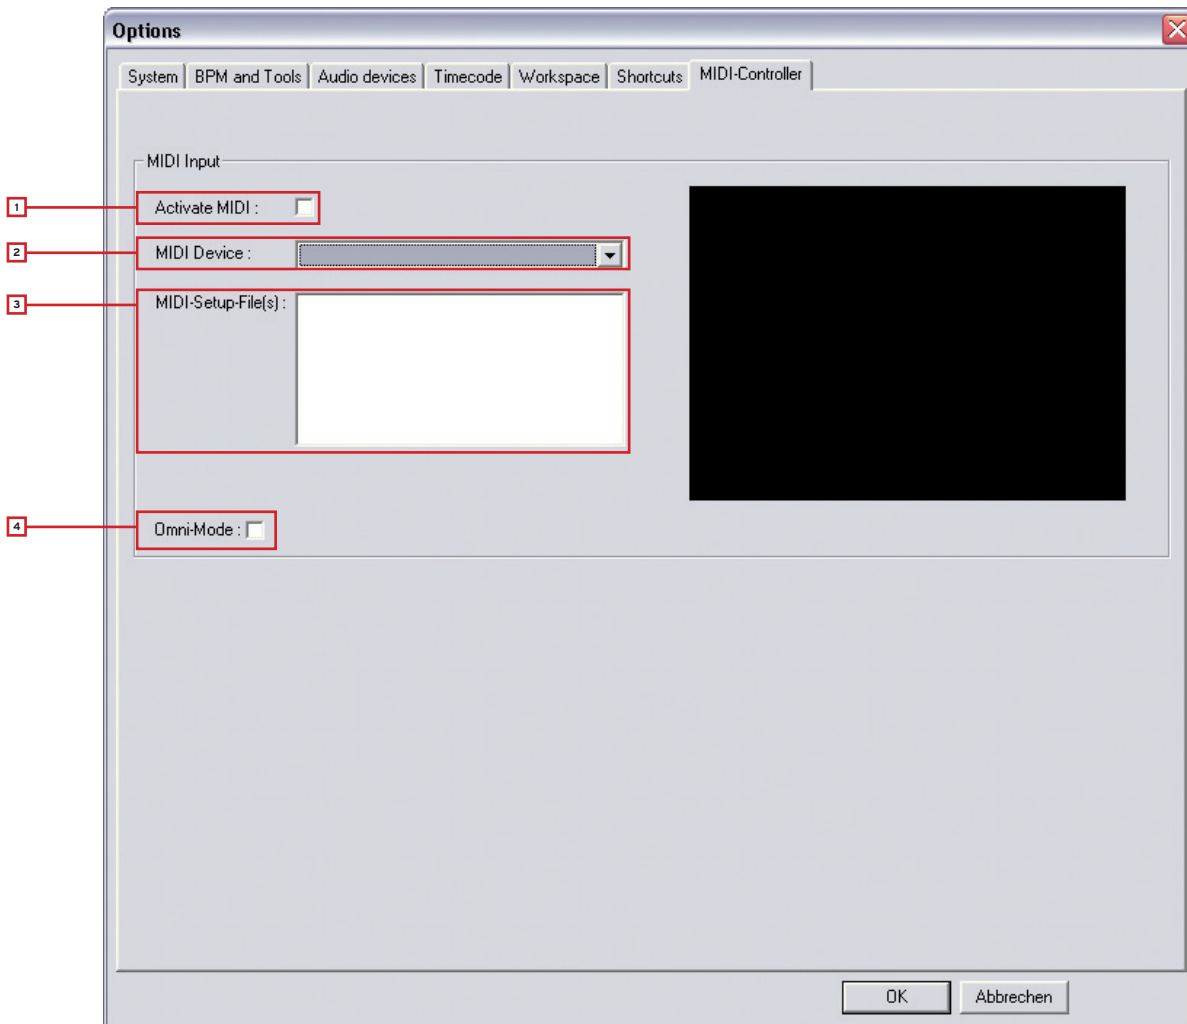 Options
System BPM and Tools Audio devices Timecode Workspace Shortcuts MIDI-Controller
MIDI Input
1 Activate MIDI :
2 MIDI Device :
3 MIDI-Setup-File(s) :
4 Omni-Mode :
OK Abbrechen